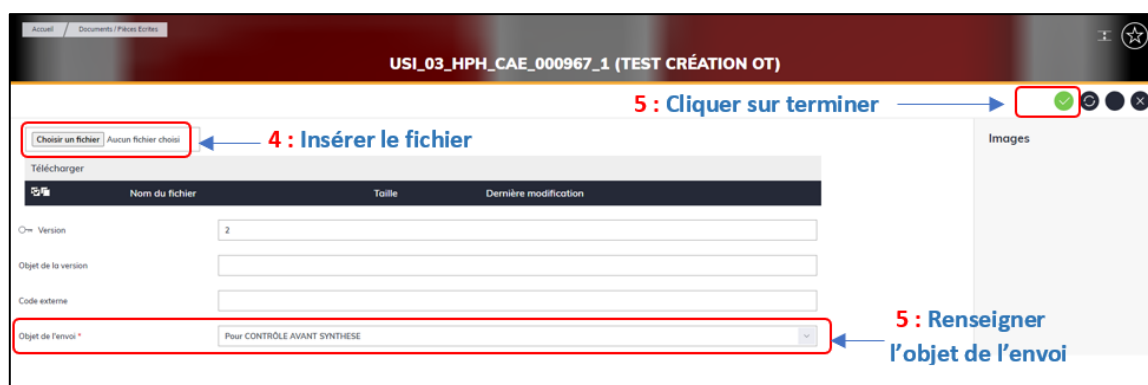 Accueil / Documents / Pièces Ecrites
USI_03_HPH_CAE_000967_1 (TEST CRÉATION OT)
5 : Cliquer sur terminer
Choisir un fichier Aucun fichier choisi
4 : Insérer le fichier
Images
Télécharger
Nom du fichier Taille Dernière modification
Version 2
Objet de la version
Code externe
Objet de l'envoi * Pour CONTRÔLE AVANT SYNTHESE
5 : Renseigner
l'objet de l'envoi